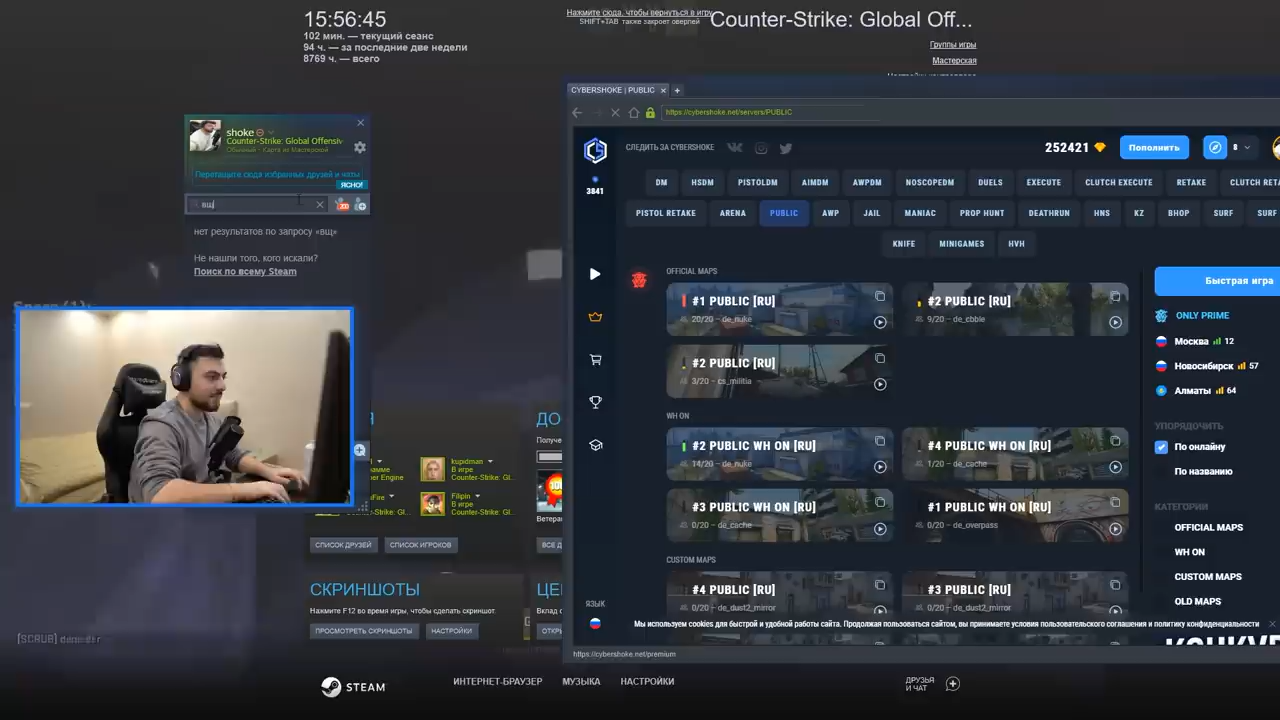 15:56:45
102 мин. — текущий сеанс
94 ч. — за последние две недели
8769 ч. — всего
Нажмите сюда, чтобы вернуться в игру.
SHIFT+TAB также закроет оверлей
Counter-Strike: Global Off...
Группы игры
Мастерская
shoke
Counter-Strike: Global Offensiv
Перетащите сюда избранных друзей и чаты
ЯСНО!
вщ
нет результатов по запросу «вщ»
Не нашли того, кого искали?
Поиск по всему Steam
CYBERSHOKE | PUBLIC
https://cybershoke.net/servers/PUBLIC
СЛЕДИТЬ ЗА CYBERSHOKE
252421
Пополнить
8
3841
DM HSDM PISTOLDM AIMDM AWPDM NOSCOPEDM DUELS EXECUTE CLUTCH EXECUTE RETAKE CLUTCH RETA
PISTOL RETAKE ARENA PUBLIC AWP JAIL MANIAC PROP HUNT DEATHRUN HNS KZ BHOP SURF SURF
KNIFE MINIGAMES HVH
OFFICIAL MAPS
#1 PUBLIC [RU]
20/20 – de_nuke
#2 PUBLIC [RU]
9/20 – de_cbble
#2 PUBLIC [RU]
3/20 – cs_militia
WH ON
#2 PUBLIC WH ON [RU]
14/20 – de_nuke
#4 PUBLIC WH ON [RU]
1/20 – de_cache
#3 PUBLIC WH ON [RU]
0/20 – de_cache
#1 PUBLIC WH ON [RU]
0/20 – de_overpass
CUSTOM MAPS
#4 PUBLIC [RU]
0/20 – de_dust2_mirror
#3 PUBLIC [RU]
0/20 – de_dust2_mirror
Быстрая игра
ONLY PRIME
Москва 12
Новосибирск 57
Алматы 64
УПОРЯДОЧИТЬ
По онлайну
По названию
КАТЕГОРИИ
OFFICIAL MAPS
WH ON
CUSTOM MAPS
OLD MAPS
ЯЗЫК
Мы используем cookies для быстрой и удобной работы сайта. Продолжая пользоваться сайтом, вы принимаете условия пользовательского соглашения и политику конфиденциальности
https://cybershoke.net/premium
kupidman
В игре
Counter-Strike: Gl...
Filipin
В игре
Counter-Strike: Gl...
СПИСОК ДРУЗЕЙ
СПИСОК ИГРОКОВ
СКРИНШОТЫ
Нажмите F12 во время игры, чтобы сделать скриншот.
ПРОСМОТРЕТЬ СКРИНШОТЫ
НАСТРОЙКИ
STEAM
ИНТЕРНЕТ-БРАУЗЕР
МУЗЫКА
НАСТРОЙКИ
ДРУЗЬЯ
И ЧАТ